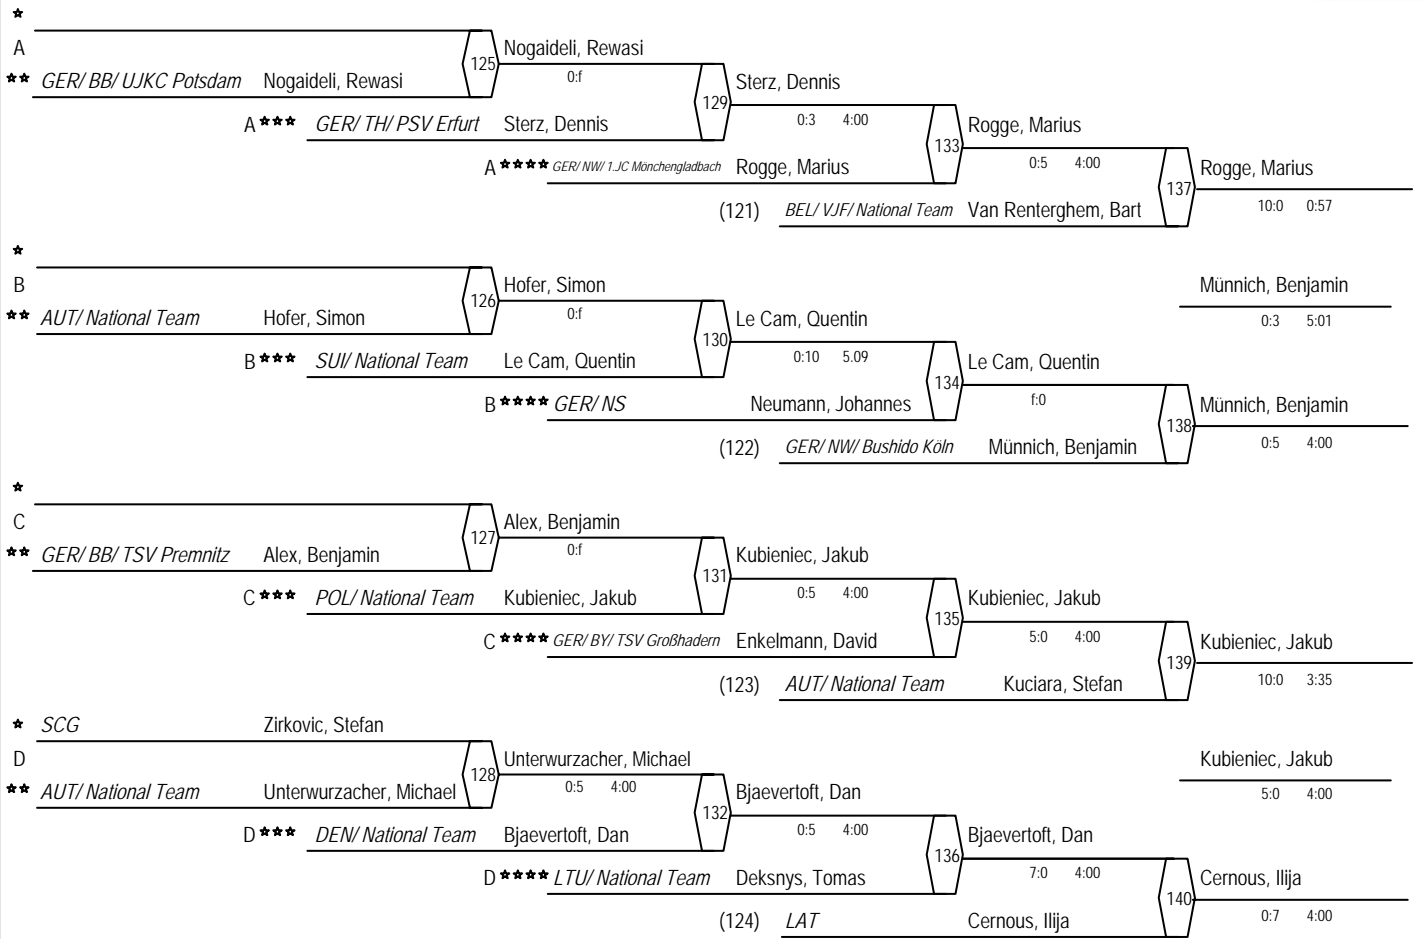 A
125
Nogaideli, Rewasi
GER/ BB/ UJKC Potsdam Nogaideli, Rewasi
0:f
129
Sterz, Dennis
A *** GER/ TH/ PSV Erfurt Sterz, Dennis
0:3 4:00
133
Rogge, Marius
A **** GER/ NW/ 1.JC Mönchengladbach Rogge, Marius
0:5 4:00
137
Rogge, Marius
(121) BEL/ VJF/ National Team Van Renterghem, Bart
10:0 0:57
B
126
Hofer, Simon
Münnich, Benjamin
** AUT/ National Team Hofer, Simon
0:f
0:3 5:01
130
Le Cam, Quentin
B *** SUI/ National Team Le Cam, Quentin
0:10 5.09
134
Le Cam, Quentin
B **** GER/ NS Neumann, Johannes
f:0
138
Münnich, Benjamin
(122) GER/ NW/ Bushido Köln Münnich, Benjamin
0:5 4:00
C
127
Alex, Benjamin
** GER/ BB/ TSV Premnitz Alex, Benjamin
0:f
131
Kubieniec, Jakub
C *** POL/ National Team Kubieniec, Jakub
0:5 4:00
135
Kubieniec, Jakub
C **** GER/ BY/ TSV Großhadern Enkelmann, David
5:0 4:00
139
Kubieniec, Jakub
(123) AUT/ National Team Kuciara, Stefan
10:0 3:35
* SCG Zirkovic, Stefan
D
128
Unterwurzacher, Michael
Kubieniec, Jakub
** AUT/ National Team Unterwurzacher, Michael
0:5 4:00
5:0 4:00
132
Bjaevertoft, Dan
D *** DEN/ National Team Bjaevertoft, Dan
0:5 4:00
136
Bjaevertoft, Dan
D **** LTU/ National Team Deksnys, Tomas
7:0 4:00
140
Cernous, Ilija
(124) LAT Cernous, Ilija
0:7 4:00